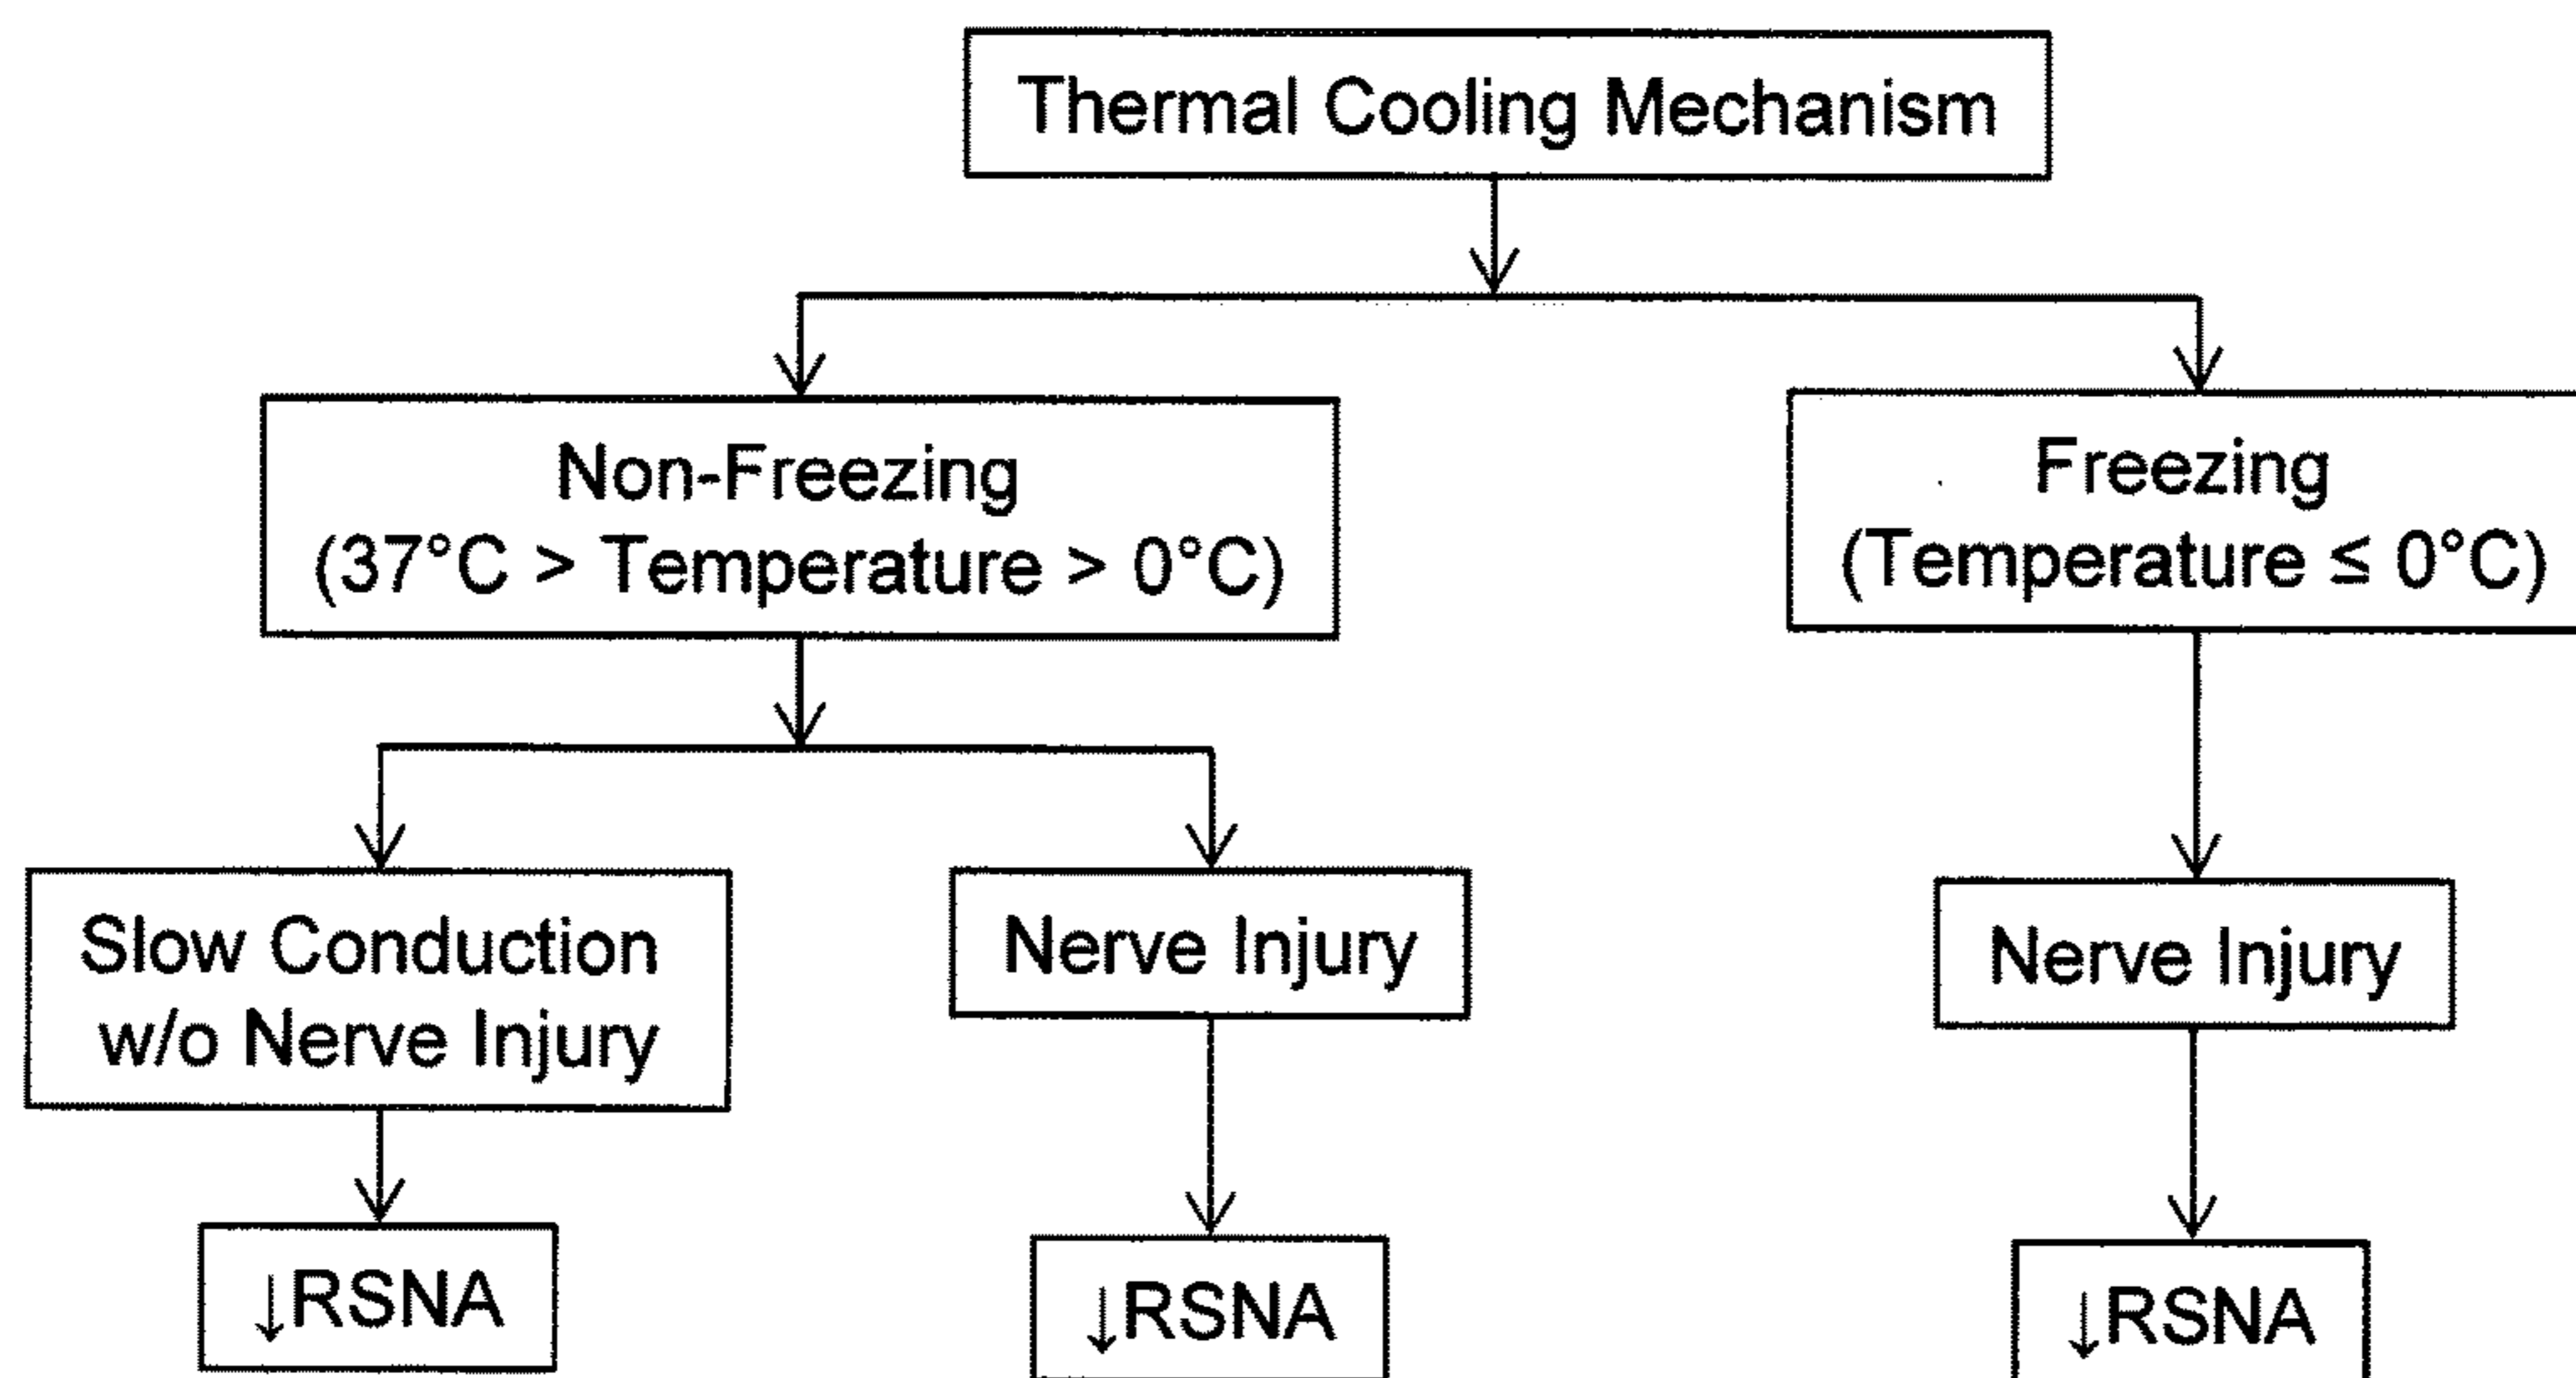 Thermal Cooling Mechanism
Non-Freezing
(37°C > Temperature > 0°C)
Freezing
(Temperature ≤ 0°C)
Slow Conduction
w/o Nerve Injury
Nerve Injury
Nerve Injury
↓RSNA
↓RSNA
↓RSNA